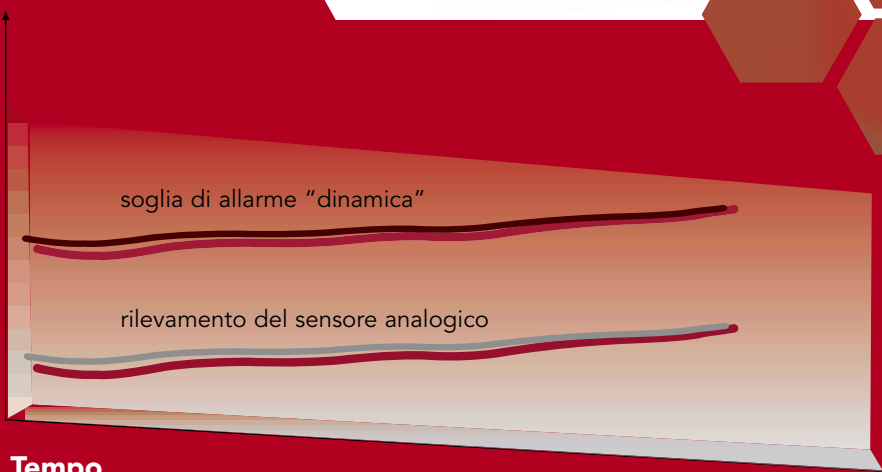 soglia di allarme “dinamica”
rilevamento del sensore analogico
Tempo